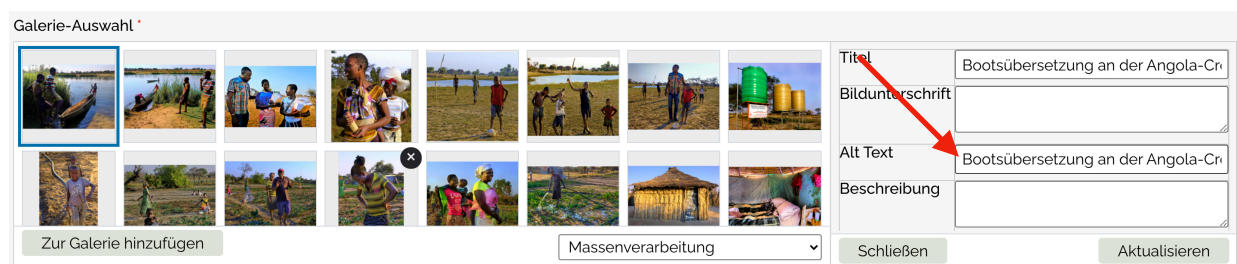 Galerie-Auswahl *
Titel
Bootsübersetzung an der Angola-Cr
Bildunterschrift
Alt Text
Bootsübersetzung an der Angola-Cr
Beschreibung
Zur Galerie hinzufügen
Massenverarbeitung
Schließen
Aktualisieren